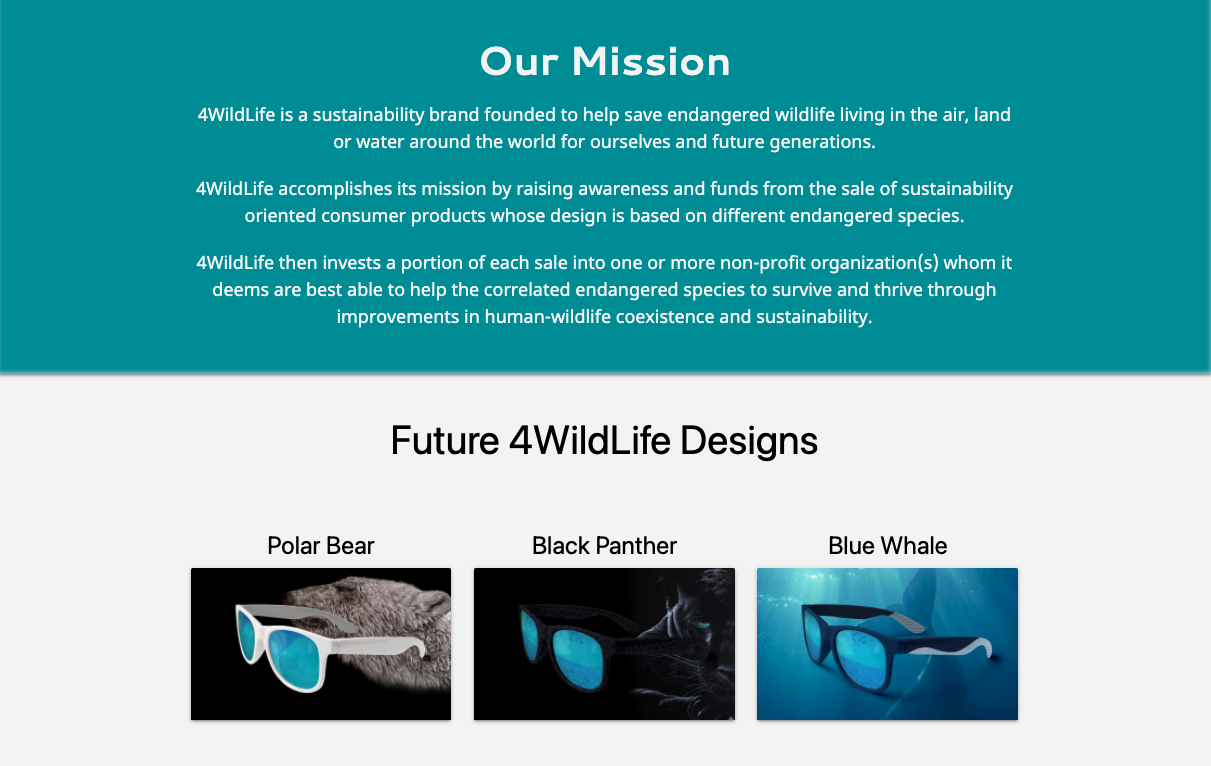 Our Mission
4WildLife is a sustainability brand founded to help save endangered wildlife living in the air, land
or water around the world for ourselves and future generations.
4WildLife accomplishes its mission by raising awareness and funds from the sale of sustainability
oriented consumer products whose design is based on different endangered species.
4WildLife then invests a portion of each sale into one or more non-profit organization(s) whom it
deems are best able to help the correlated endangered species to survive and thrive through
improvements in human-wildlife coexistence and sustainability.
Future 4WildLife Designs
Polar Bear
Black Panther
Blue Whale